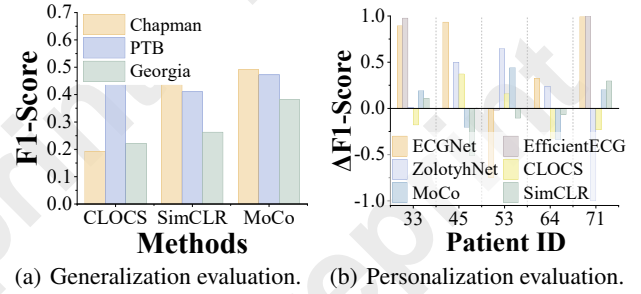 0.7
0.6
0.5
0.4
0.3
0.2
0.1
0.0
F1-Score
Chapman
PTB
Georgia
CLOCS SimCLR MoCo
Methods
(a) Generalization evaluation.
1.0
0.5
0.0
-0.5
-1.0
ΔF1-Score
ECGNet EfficientECG
ZolotyhNet CLOCS
MoCo SimCLR
33 45 53 64 71
Patient ID
(b) Personalization evaluation.